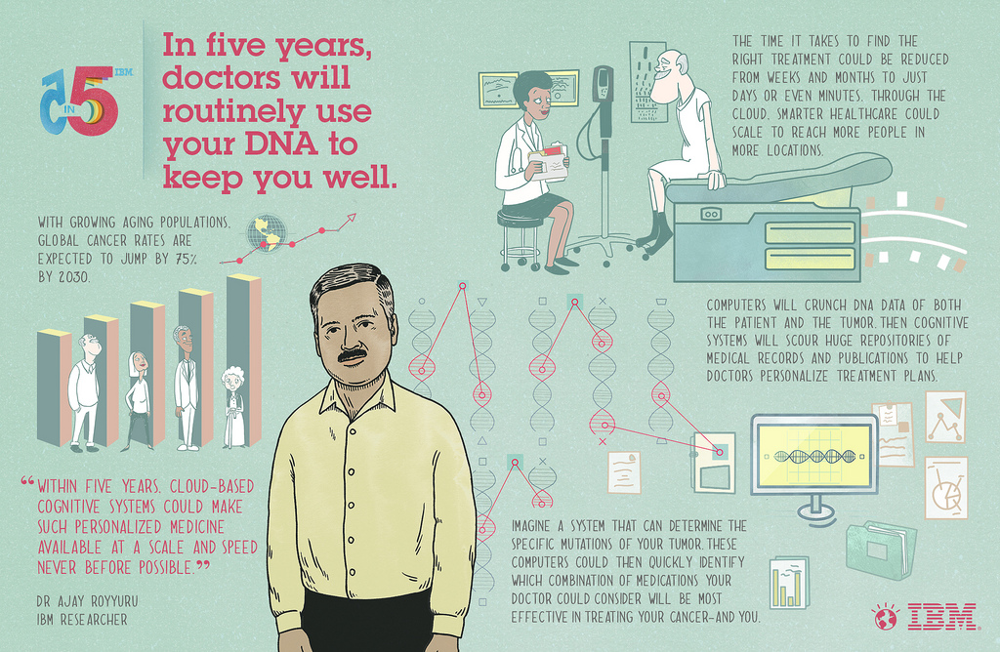 5 IN 5
IBM
In five years,
doctors will
routinely use
your DNA to
keep you well.
THE TIME IT TAKES TO FIND THE
RIGHT TREATMENT COULD BE REDUCED
FROM WEEKS AND MONTHS TO JUST
DAYS OR EVEN MINUTES. THROUGH THE
CLOUD, SMARTER HEALTHCARE COULD
SCALE TO REACH MORE PEOPLE IN
MORE LOCATIONS.
WITH GROWING AGING POPULATIONS,
GLOBAL CANCER RATES ARE
EXPECTED TO JUMP BY 75%
BY 2030.
COMPUTERS WILL CRUNCH DNA DATA OF BOTH
THE PATIENT AND THE TUMOR. THEN COGNITIVE
SYSTEMS WILL SCOUR HUGE REPOSITORIES OF
MEDICAL RECORDS AND PUBLICATIONS TO HELP
DOCTORS PERSONALIZE TREATMENT PLANS.
“WITHIN FIVE YEARS, CLOUD-BASED
COGNITIVE SYSTEMS COULD MAKE
SUCH PERSONALIZED MEDICINE
AVAILABLE AT A SCALE AND SPEED
NEVER BEFORE POSSIBLE.”
DR AJAY ROYYURU
IBM RESEARCHER
IMAGINE A SYSTEM THAT CAN DETERMINE THE
SPECIFIC MUTATIONS OF YOUR TUMOR. THESE
COMPUTERS COULD THEN QUICKLY IDENTIFY
WHICH COMBINATION OF MEDICATIONS YOUR
DOCTOR COULD CONSIDER WILL BE MOST
EFFECTIVE IN TREATING YOUR CANCER-AND YOU.
IBM